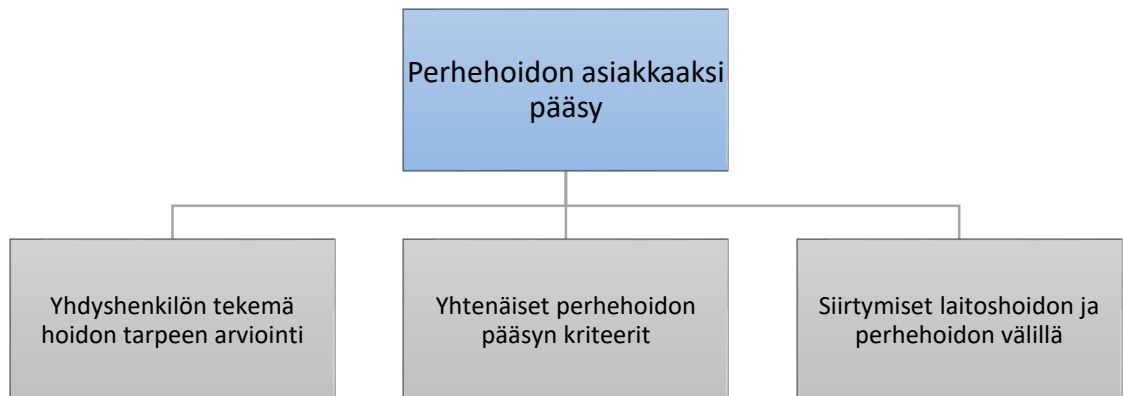 Perhehoidon asiakkaaksi
pääsy
Yhdyshenkilön tekemä
hoidon tarpeen arviointi
Yhtenäiset perhehoidon
pääsyn kriteerit
Siirtymiset laitoshoidon ja
perhehoidon välillä